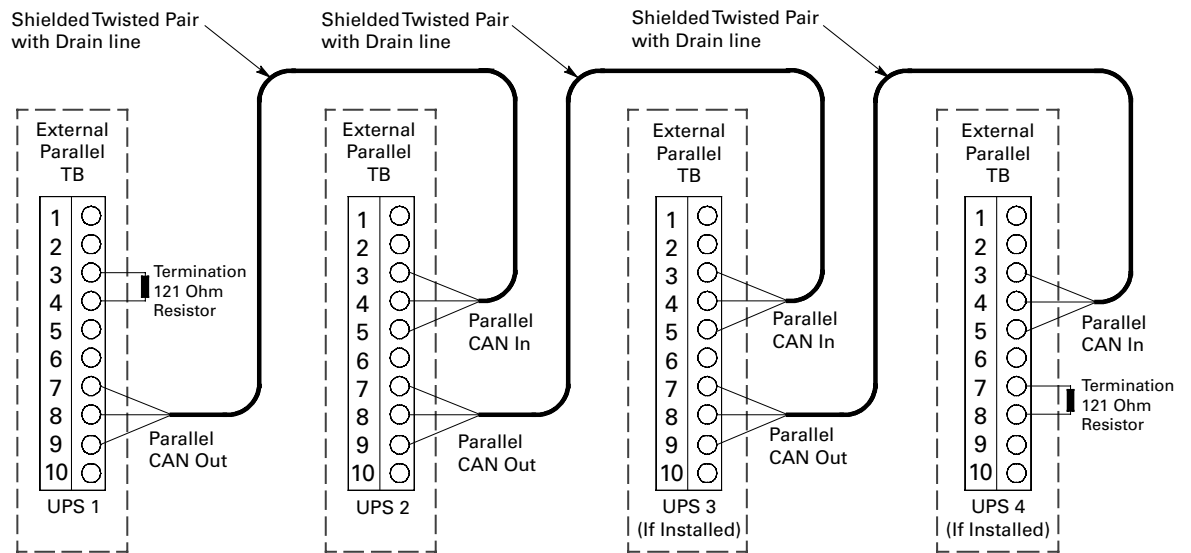 Shielded Twisted Pair
with Drain line
Shielded Twisted Pair
with Drain line
Shielded Twisted Pair
with Drain line
External
Parallel
TB
1
2
3
4
5
6
7
8
9
10
Termination
121 Ohm
Resistor
Parallel
CAN Out
UPS 1
External
Parallel
TB
1
2
3
4
5
6
7
8
9
10
Parallel
CAN In
Parallel
CAN Out
UPS 2
External
Parallel
TB
1
2
3
4
5
6
7
8
9
10
Parallel
CAN In
Parallel
CAN Out
UPS 3
(If Installed)
External
Parallel
TB
1
2
3
4
5
6
7
8
9
10
Parallel
CAN In
Termination
121 Ohm
Resistor
UPS 4
(If Installed)